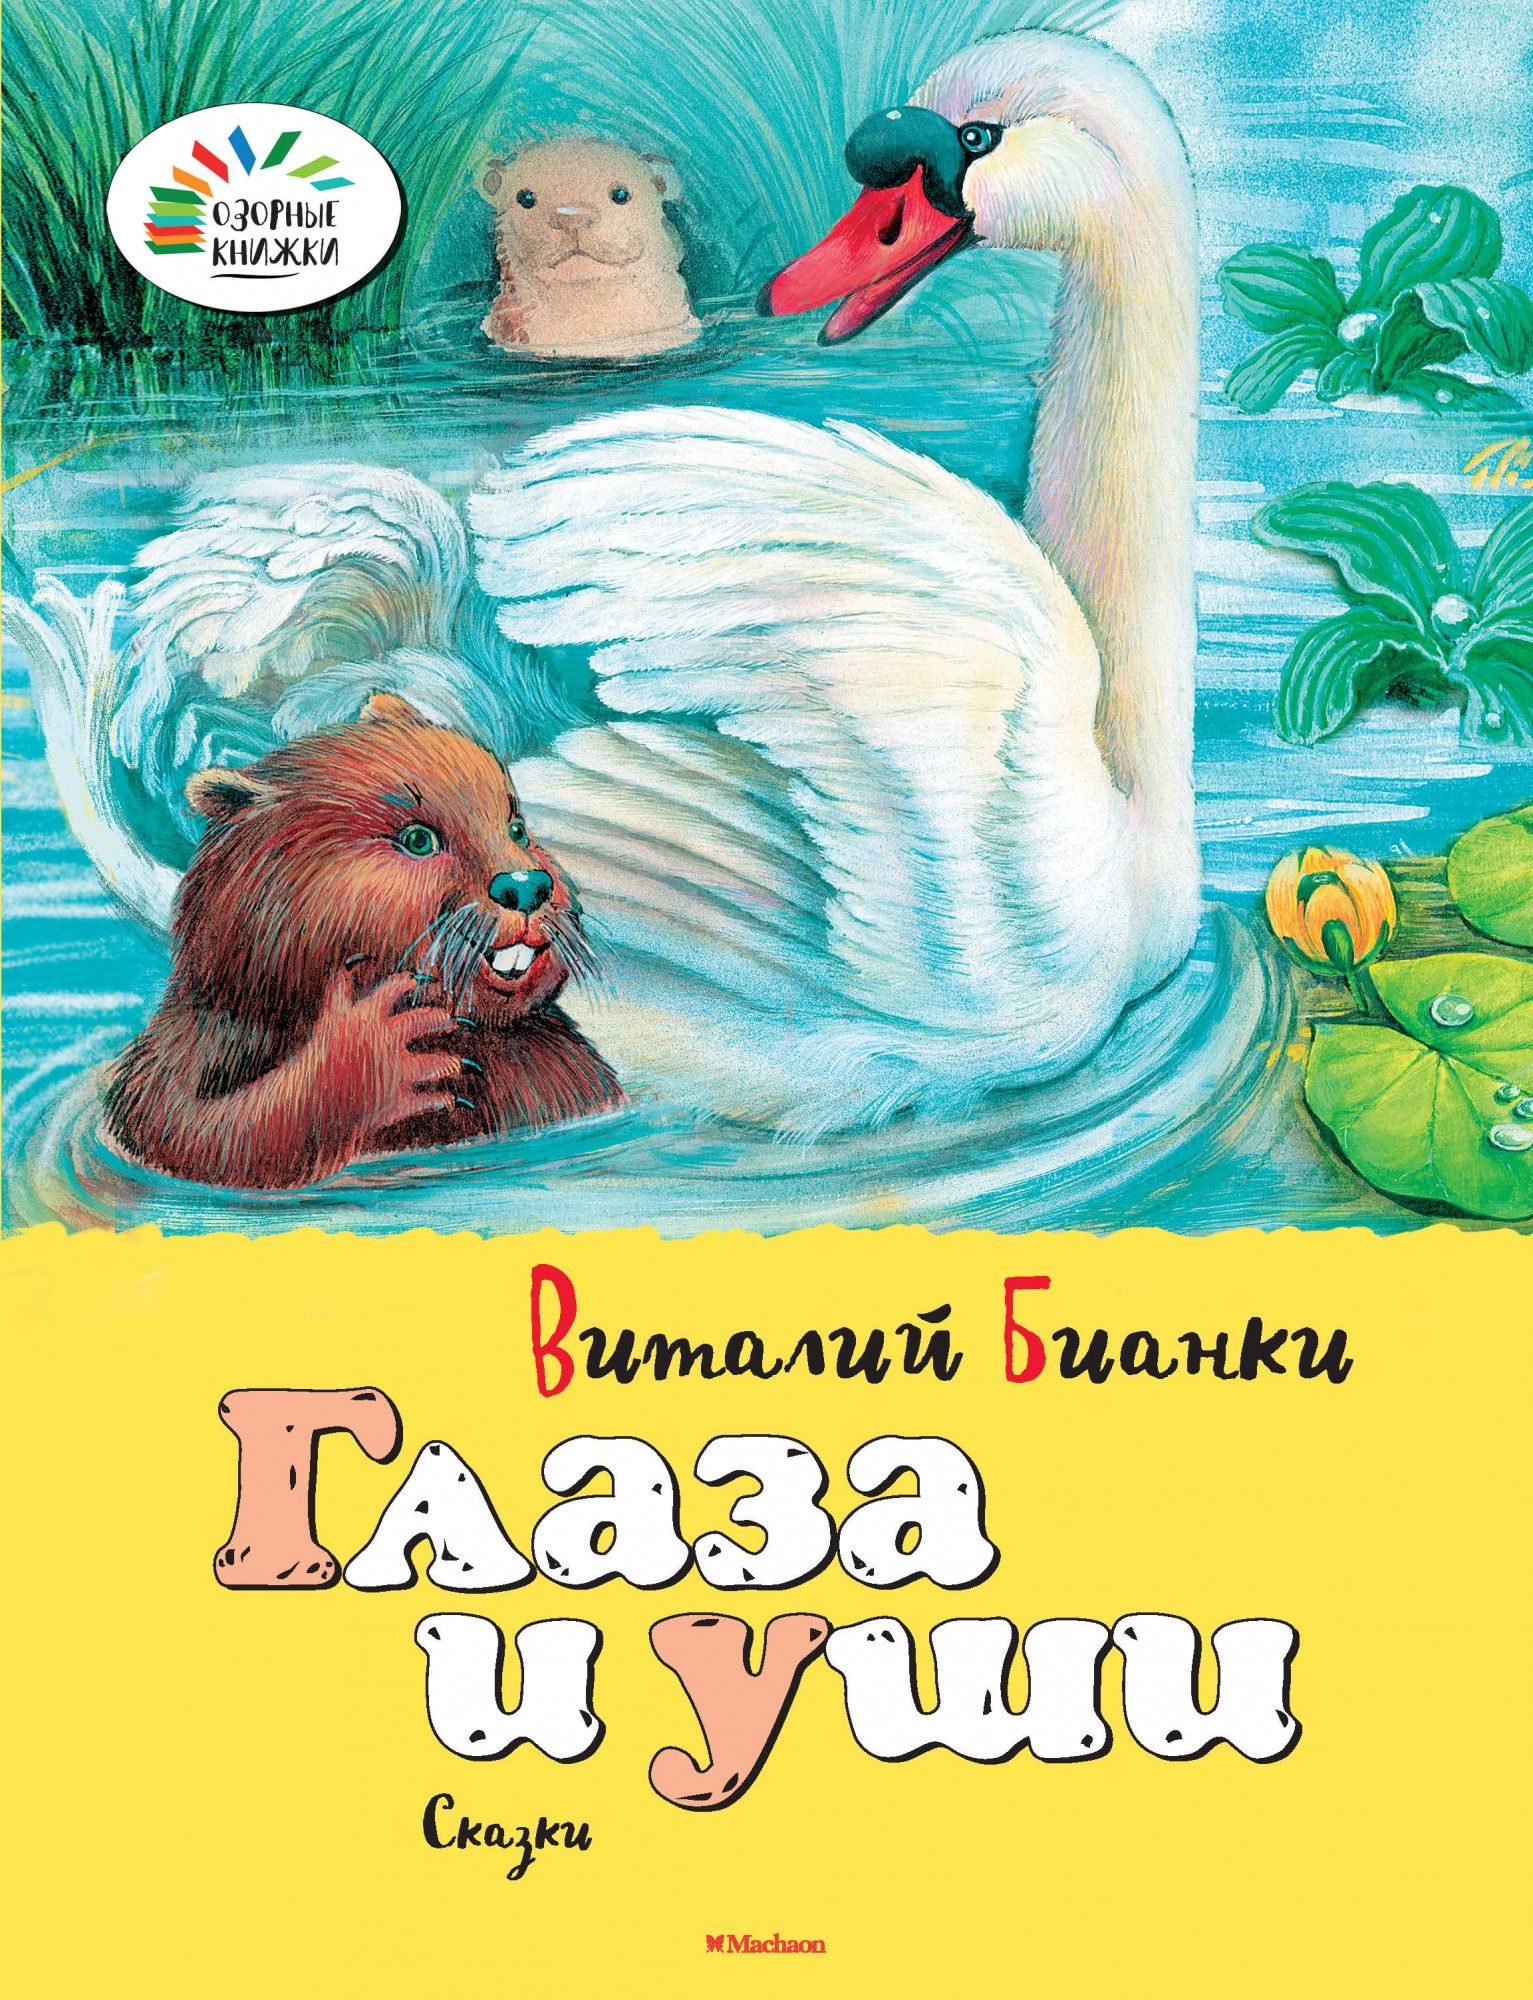 ОЗОРНЫЕ
КНИЖКИ
Виталий Бианки
Глаза
и уши
Сказки
Machaon